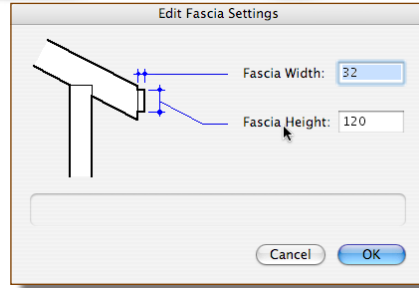 Edit Fascia Settings
Fascia Width: 32
Fascia Height: 120
Cancel OK